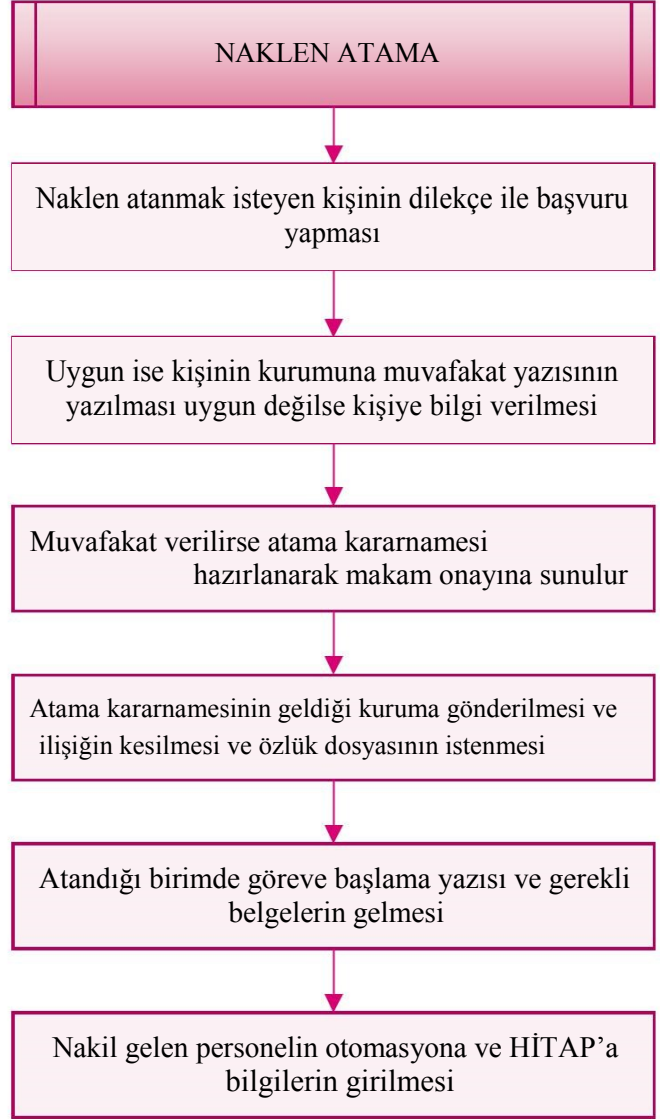 NAKLEN ATAMA
Naklen atanmak isteyen kişinin dilekçe ile başvuru
yapması
Uygun ise kişinin kurumuna muvafakat yazısının
yazılması uygun değilse kişiye bilgi verilmesi
Muvafakat verilirse atama kararnamesi
hazırlanarak makam onayına sunulur
Atama kararnamesinin geldiği kuruma gönderilmesi ve
ilişiğin kesilmesi ve özlük dosyasının istenmesi
Atandığı birimde göreve başlama yazısı ve gerekli
belgelerin gelmesi
Nakil gelen personelin otomasyona ve HİTAP’a
bilgilerin girilmesi